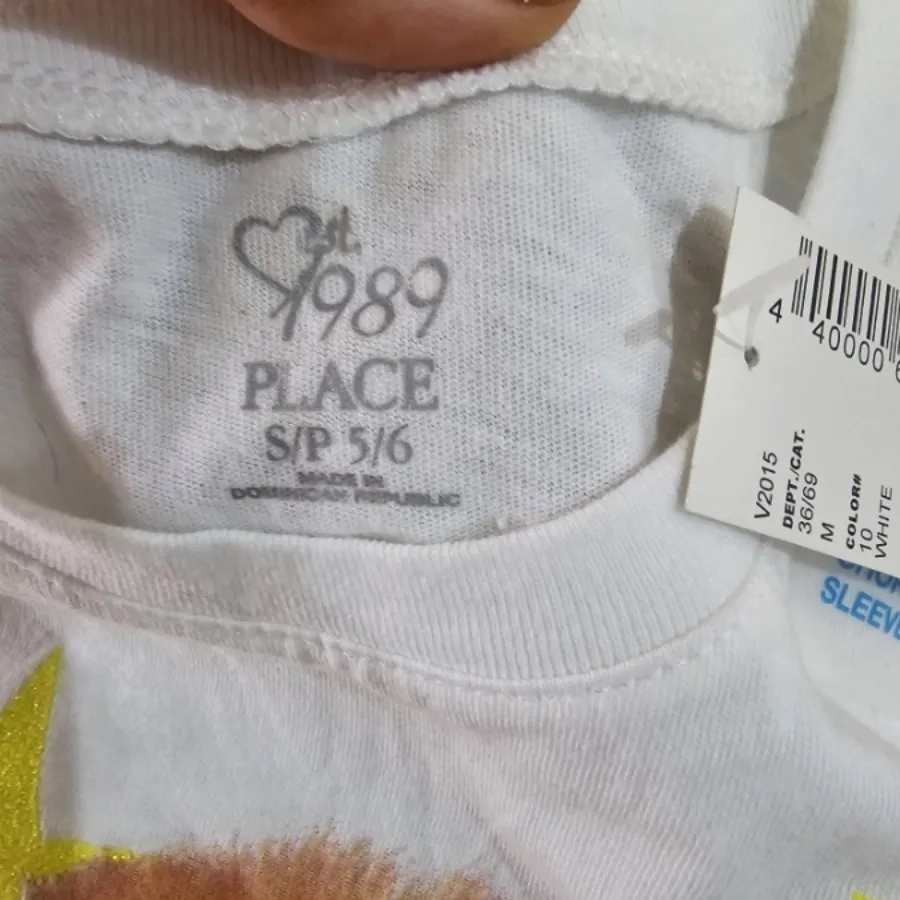 est.
1989
PLACE
S/P 5/6
MADE IN
DOMINICAN REPUBLIC
4 40000
V2015
DEPT./CAT.
36/69
M
COLOR#
10
WHITE
SLEEVE